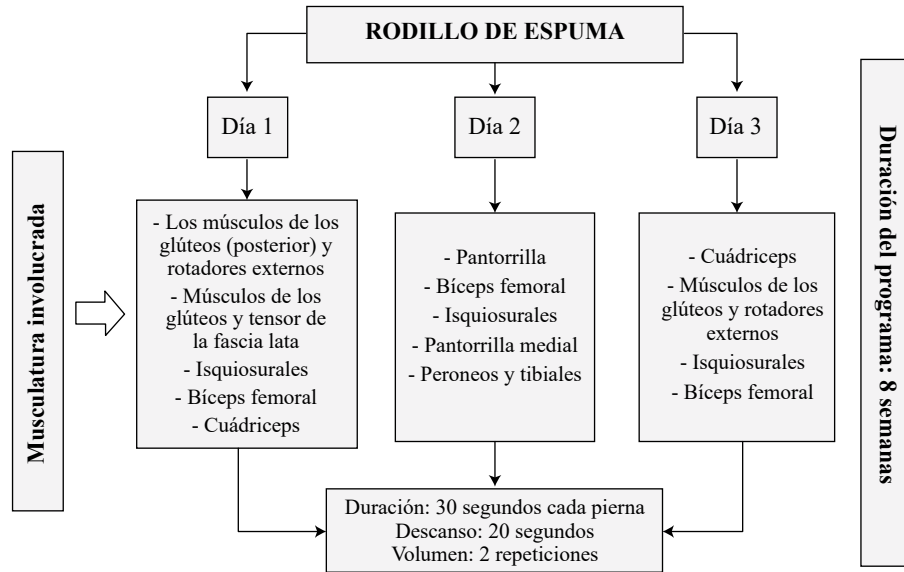 RODILLO DE ESPUMA
Día 1
Día 2
Día 3
Musculatura involucrada
- Los músculos de los
glúteos (posterior) y
rotadores externos
- Músculos de los
glúteos y tensor de
la fascia lata
- Isquiosurales
- Bíceps femoral
- Cuádriceps
- Pantorrilla
- Bíceps femoral
- Isquiosurales
- Pantorrilla medial
- Peroneos y tibiales
- Cuádriceps
- Músculos de los
glúteos y rotadores
externos
- Isquiosurales
- Bíceps femoral
Duración del programa: 8 semanas
Duración: 30 segundos cada pierna
Descanso: 20 segundos
Volumen: 2 repeticiones